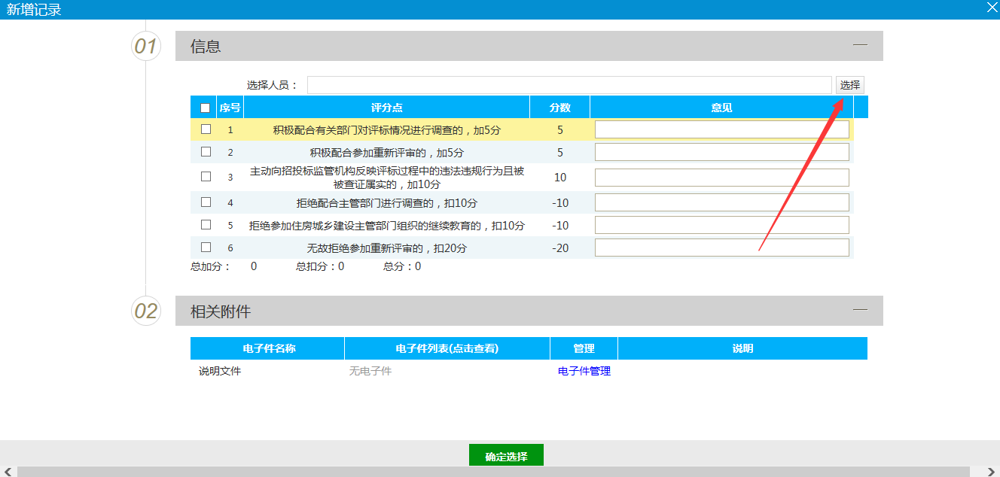 新增记录
01 信息
选择人员： 选择
序号 评分点 分数 意见
1 积极配合有关部门对评标情况进行调查的，加5分 5
2 积极配合参加重新评审的，加5分 5
主动向招投标监管机构反映评标过程中的违法违规行为且被
3 被查证属实的，加10分 10
4 拒绝配合主管部门进行调查的，扣10分 -10
5 拒绝参加住房城乡建设主管部门组织的继续教育的，扣10分 -10
6 无故拒绝参加重新评审的，扣20分 -20
总加分： 0 总扣分：0 总分：0
02 相关附件
电子件名称 电子件列表(点击查看) 管理 说明
说明文件 无电子件 电子件管理
确定选择